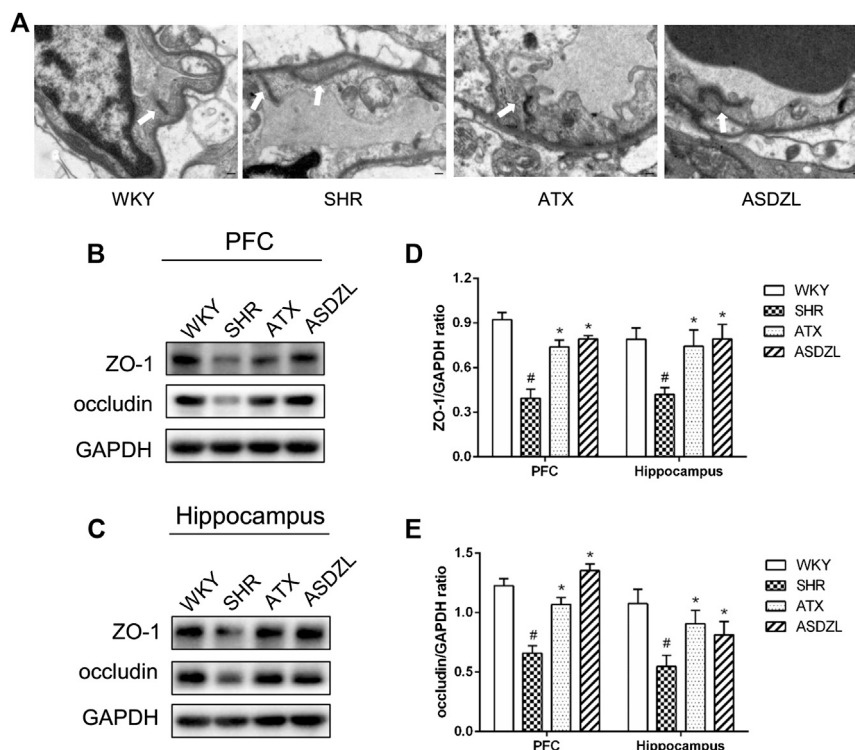 A
WKY
SHR
ATX
ASDZL
B
PFC
WKY
SHR
ATX
ASDZL
ZO-1
occludin
GAPDH
D
1.2
0.9
0.6
0.3
0.0
ZO-1/GAPDH ratio
#
*
*
#
*
*
PFC
Hippocampus
WKY
SHR
ATX
ASDZL
C
Hippocampus
WKY
SHR
ATX
ASDZL
ZO-1
occludin
GAPDH
E
1.5
1.0
0.5
0.0
occludin/GAPDH ratio
#
*
*
#
*
*
PFC
Hippocampus
WKY
SHR
ATX
ASDZL